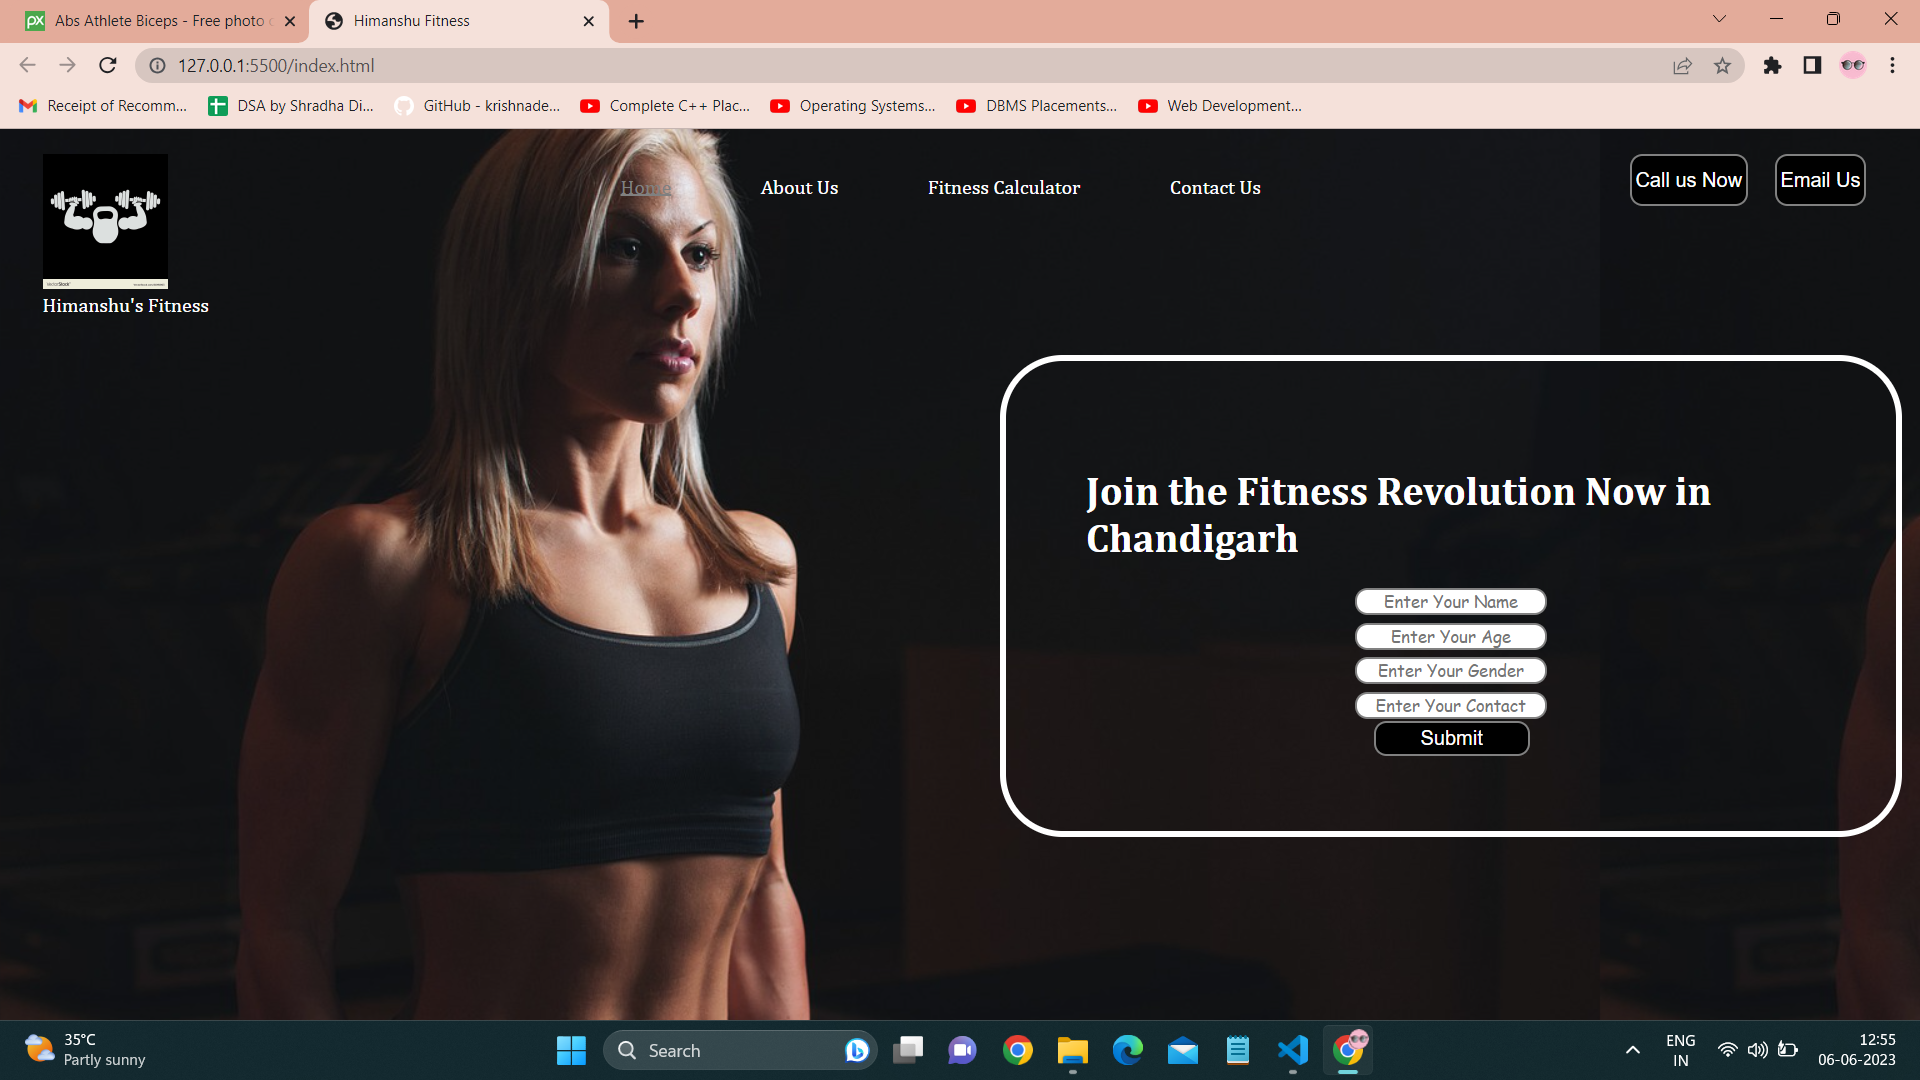 Abs Athlete Biceps - Free photo
Himanshu Fitness
127.0.0.1:5500/index.html
Receipt of Recomm...
DSA by Shradha Di...
GitHub - krishnade...
Complete C++ Plac...
Operating Systems...
DBMS Placements...
Web Development...
Home
About Us
Fitness Calculator
Contact Us
Call us Now
Email Us
Himanshu's Fitness
Join the Fitness Revolution Now in
Chandigarh
Enter Your Name
Enter Your Age
Enter Your Gender
Enter Your Contact
Submit
35°C
Partly sunny
Search
ENG
IN
12:55
06-06-2023